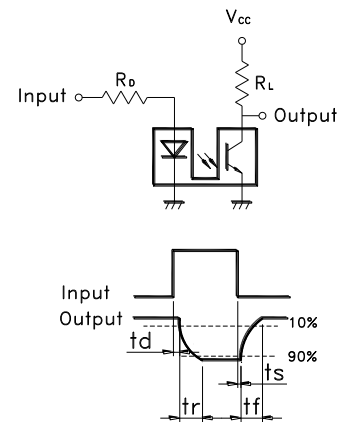 Vcc
RD
RL
Input
Output
Input
Output
10%
td
90%
ts
tr
tf